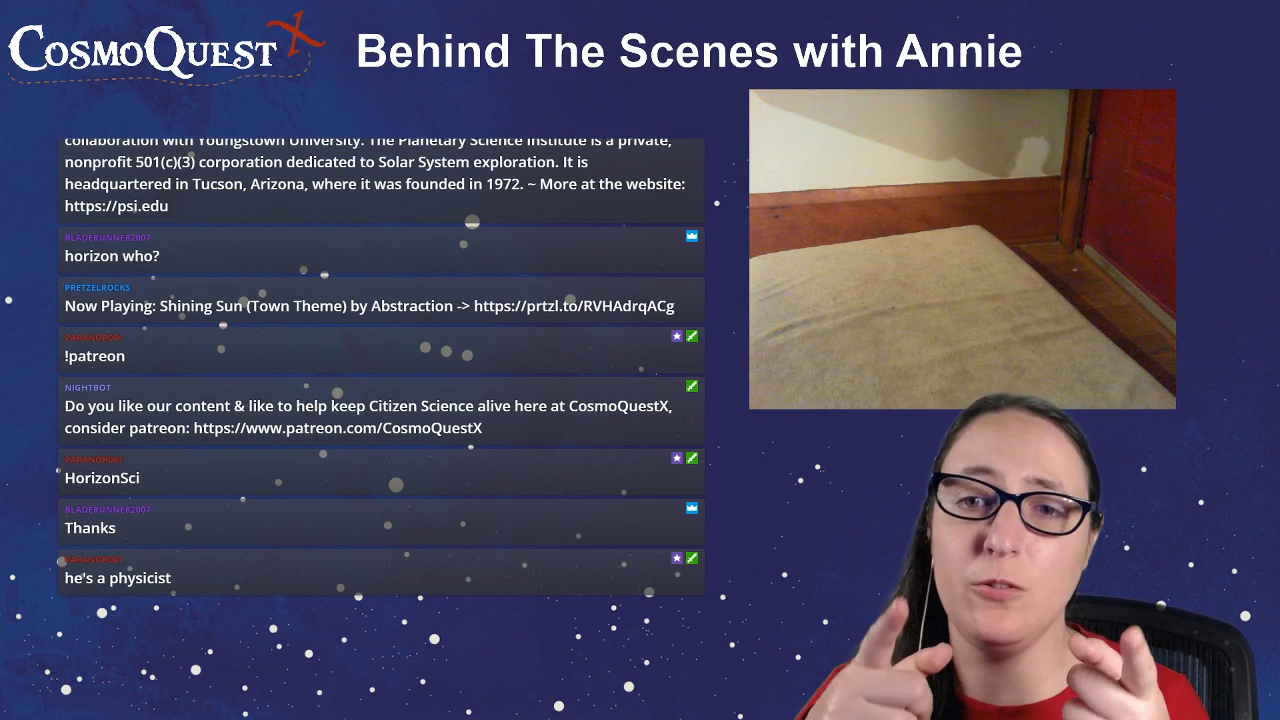 COSMOQUEST X
Behind The Scenes with Annie
collaboration with Youngstown University. The Planetary Science Institute is a private,
nonprofit 501(c)(3) corporation dedicated to Solar System exploration. It is
headquartered in Tucson, Arizona, where it was founded in 1972. ~ More at the website:
https://psi.edu
BLADERUNNER2007
horizon who?
PRETZELROCKS
Now Playing: Shining Sun (Town Theme) by Abstraction -> https://prtzl.to/RVHAdrqACg
PARANOR001
!patreon
NIGHTBOT
Do you like our content & like to help keep Citizen Science alive here at CosmoQuestX,
consider patreon: https://www.patreon.com/CosmoQuestX
PARANOR001
HorizonSci
BLADERUNNER2007
Thanks
PARANOR001
he's a physicist